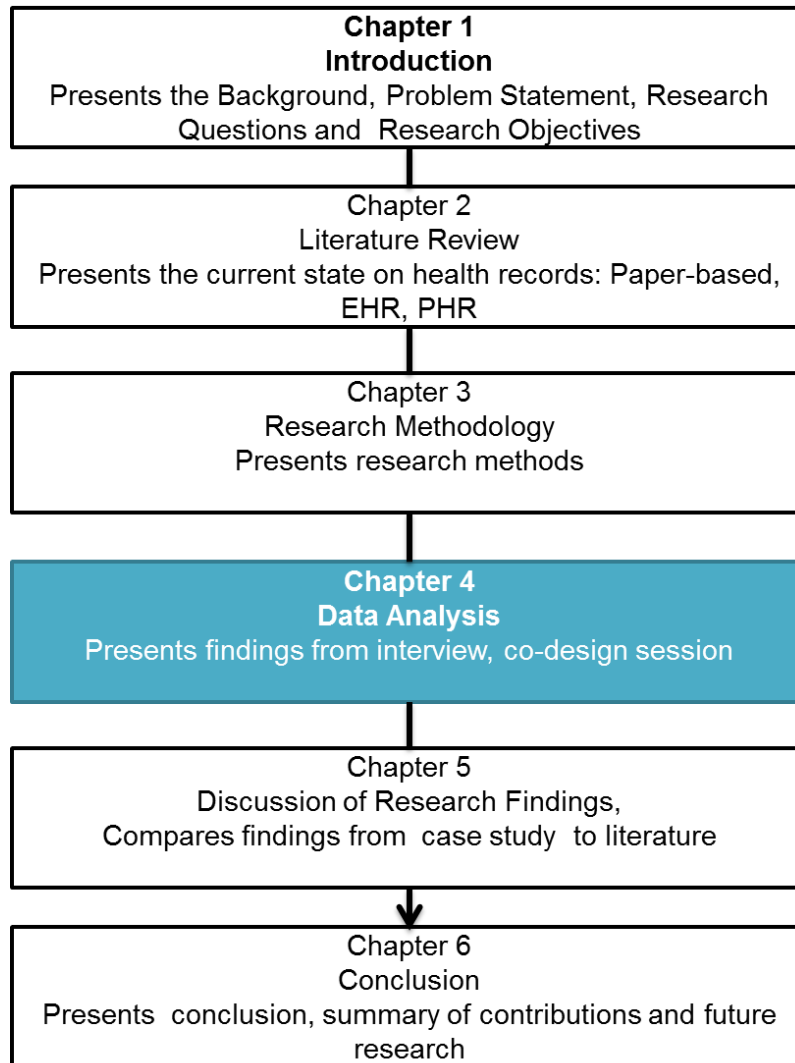 Chapter 1
Introduction
Presents the Background, Problem Statement, Research
Questions and Research Objectives
Chapter 2
Literature Review
Presents the current state on health records: Paper-based,
EHR, PHR
Chapter 3
Research Methodology
Presents research methods
Chapter 4
Data Analysis
Presents findings from interview, co-design session
Chapter 5
Discussion of Research Findings,
Compares findings from case study to literature
Chapter 6
Conclusion
Presents conclusion, summary of contributions and future
research